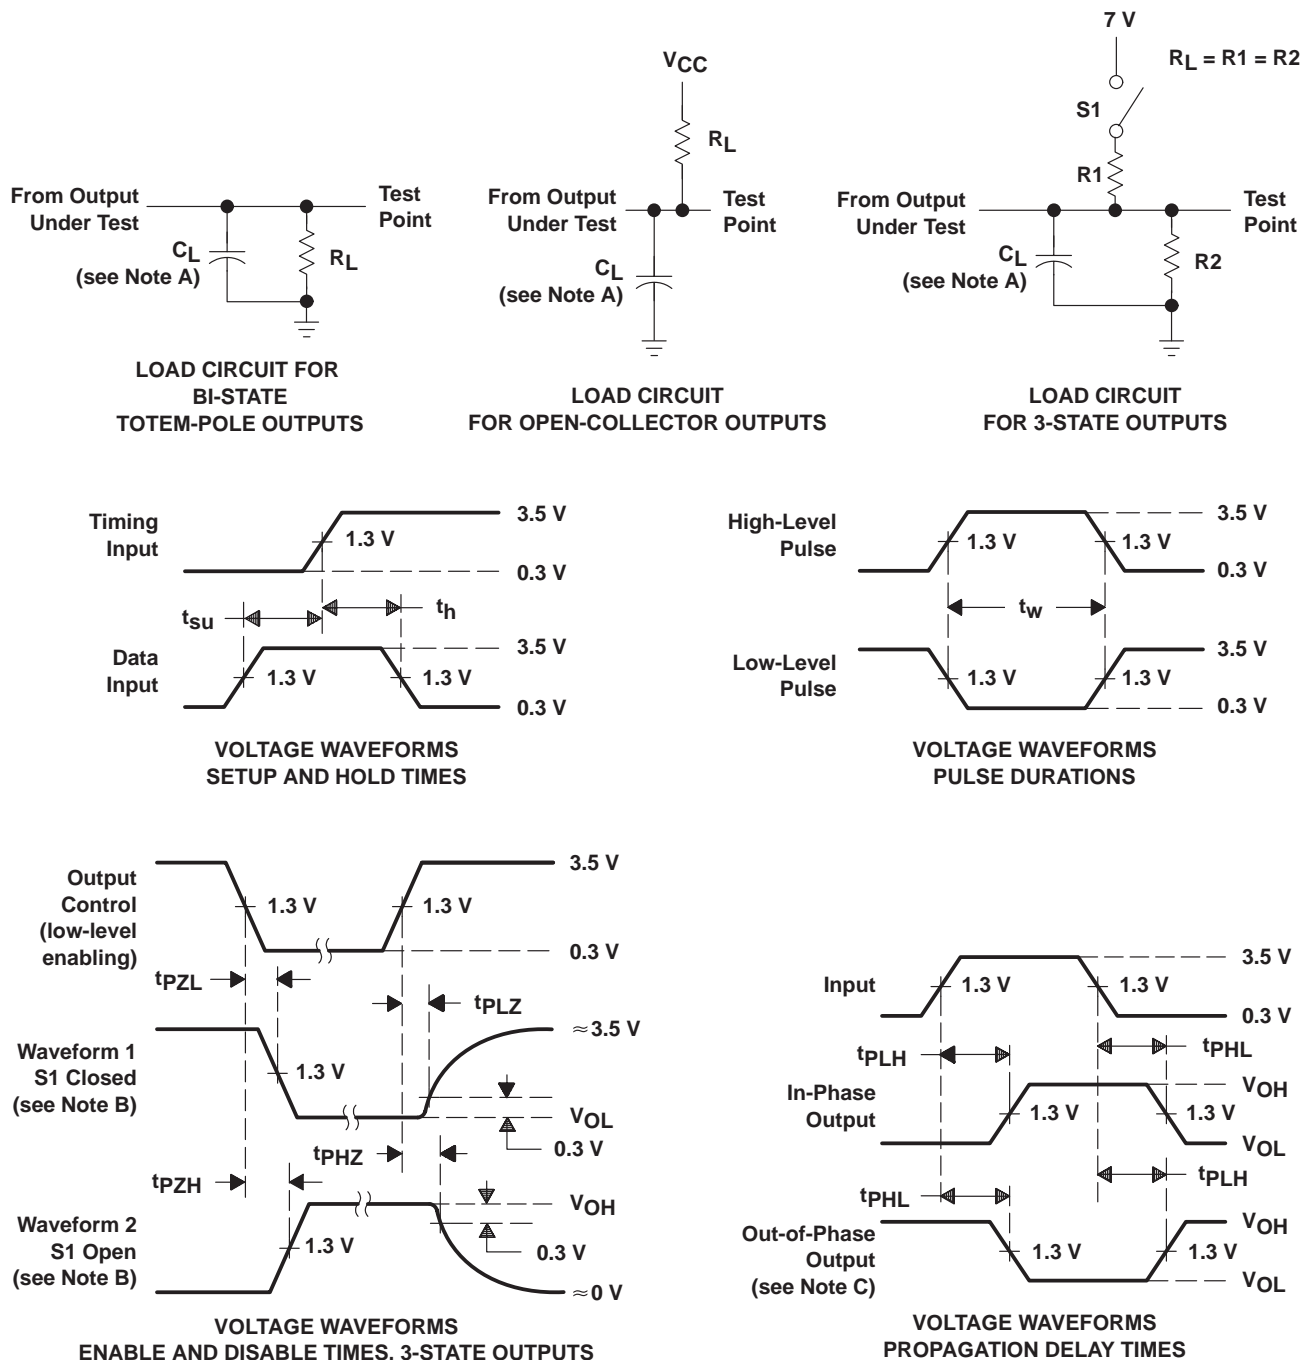 7 V
RL = R1 = R2
S1
R1
From Output
Under Test
Test
Point
CL
(see Note A)
R2
LOAD CIRCUIT
FOR 3-STATE OUTPUTS
VCC
RL
From Output
Under Test
Test
Point
CL
(see Note A)
LOAD CIRCUIT
FOR OPEN-COLLECTOR OUTPUTS
From Output
Under Test
Test
Point
CL
(see Note A)
RL
LOAD CIRCUIT FOR
BI-STATE
TOTEM-POLE OUTPUTS
Timing
Input
3.5 V
1.3 V
0.3 V
tsu
th
Data
Input
3.5 V
1.3 V
1.3 V
0.3 V
VOLTAGE WAVEFORMS
SETUP AND HOLD TIMES
High-Level
Pulse
3.5 V
1.3 V
1.3 V
0.3 V
tw
Low-Level
Pulse
3.5 V
1.3 V
1.3 V
0.3 V
VOLTAGE WAVEFORMS
PULSE DURATIONS
Output
Control
(low-level
enabling)
3.5 V
1.3 V
1.3 V
0.3 V
tPZL
tPLZ
Waveform 1
S1 Closed
(see Note B)
≈3.5 V
1.3 V
VOL
0.3 V
tPHZ
tPZH
Waveform 2
S1 Open
(see Note B)
VOH
1.3 V
0.3 V
≈0 V
VOLTAGE WAVEFORMS
ENABLE AND DISABLE TIMES, 3-STATE OUTPUTS
Input
3.5 V
1.3 V
1.3 V
0.3 V
tPLH
tPHL
In-Phase
Output
VOH
1.3 V
1.3 V
VOL
tPHL
tPLH
Out-of-Phase
Output
(see Note C)
VOH
1.3 V
1.3 V
VOL
VOLTAGE WAVEFORMS
PROPAGATION DELAY TIMES